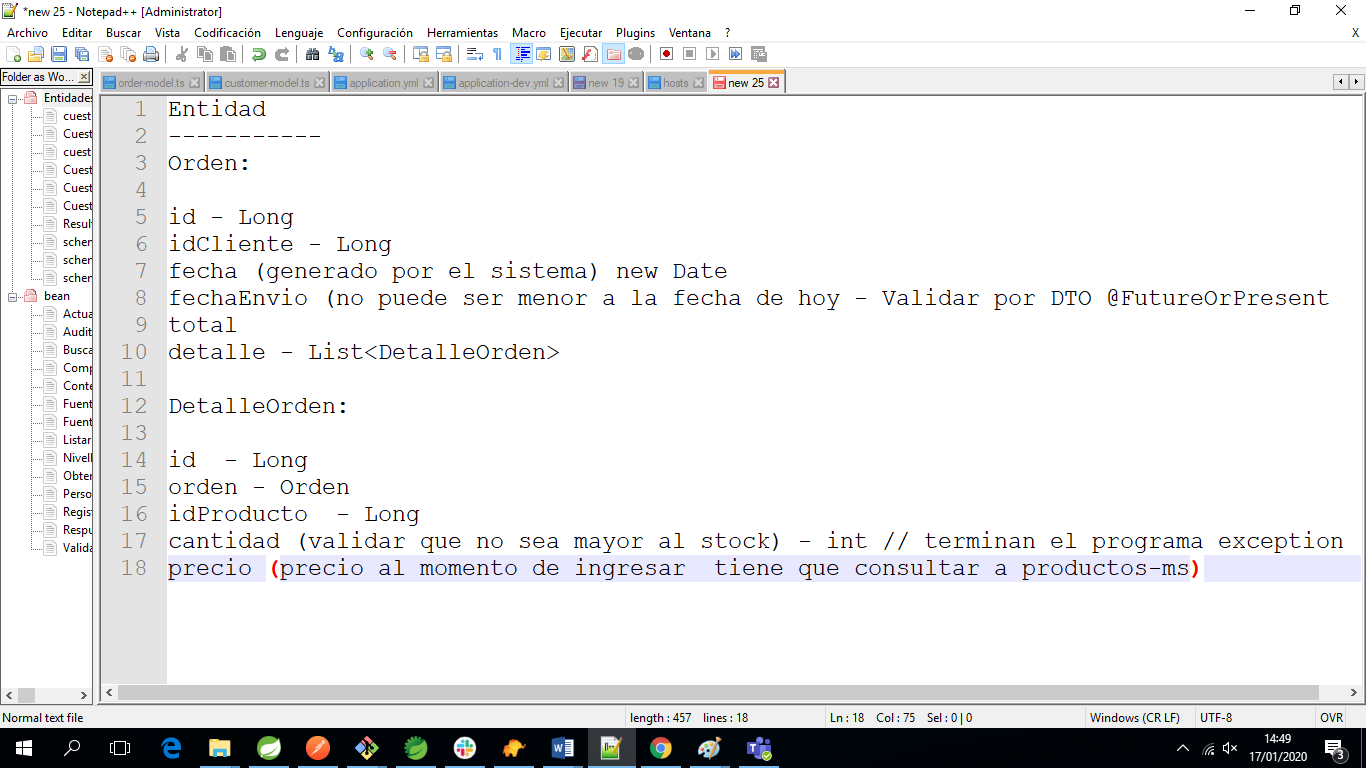 *new 25 - Notepad++ [Administrator]
Archivo Editar Buscar Vista Codificación Lenguaje Configuración Herramientas Macro Ejecutar Plugins Ventana ? X
Folder as Wo...
order-model.ts customer-model.ts application.yml application-dev.yml new 19 hosts new 25
Entidades
cuest
Cuest
cuest
Cuest
Cuest
Cuest
Resul
scher
scher
scher
bean
Actua
Audit
Busca
Comp
Conte
Fuent
Fuent
Listar
Nivell
Obter
Perso
Regis
Respu
Valida
1 Entidad
2 -----------
3 Orden:
4
5 id - Long
6 idCliente - Long
7 fecha (generado por el sistema) new Date
8 fechaEnvio (no puede ser menor a la fecha de hoy - Validar por DTO @FutureOrPresent
9 total
10 detalle - List<DetalleOrden>
11
12 DetalleOrden:
13
14 id  - Long
15 orden - Orden
16 idProducto  - Long
17 cantidad (validar que no sea mayor al stock) - int // terminan el programa exception
18 precio (precio al momento de ingresar  tiene que consultar a productos-ms)
Normal text file length : 457 lines : 18 Ln : 18 Col : 75 Sel : 0 | 0 Windows (CR LF) UTF-8 OVR
14:49
17/01/2020
3